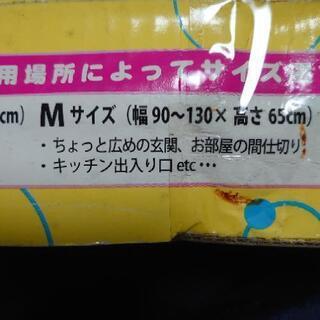 用場所によってサイズ
cm) Mサイズ（幅 90〜130× 高さ 65cm）
・ちょっと広めの玄関、お部屋の間仕切り
・キッチン出入り口 etc…